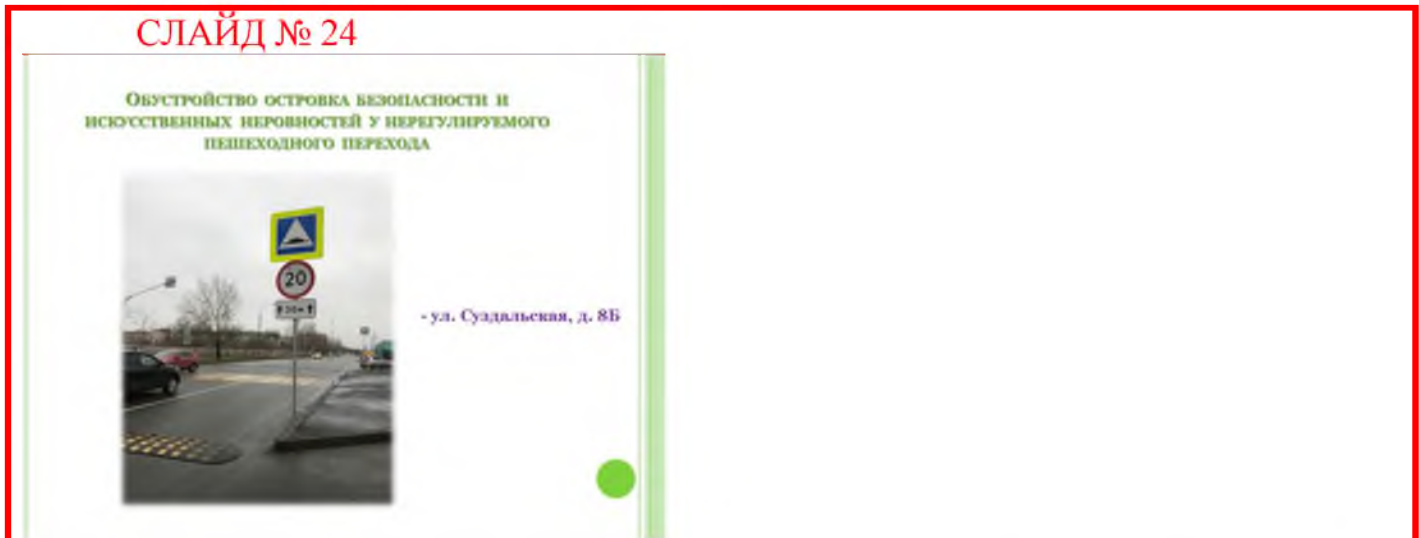 СЛАЙД № 24
ОБУСТРОЙСТВО ОСТРОВКА БЕЗОПАСНОСТИ И
ИСКУССТВЕННЫХ НЕРОВНОСТЕЙ У НЕРЕГУЛИРУЕМОГО
ПЕШЕХОДНОГО ПЕРЕХОДА
20
- ул. Суздальская, д. 8Б